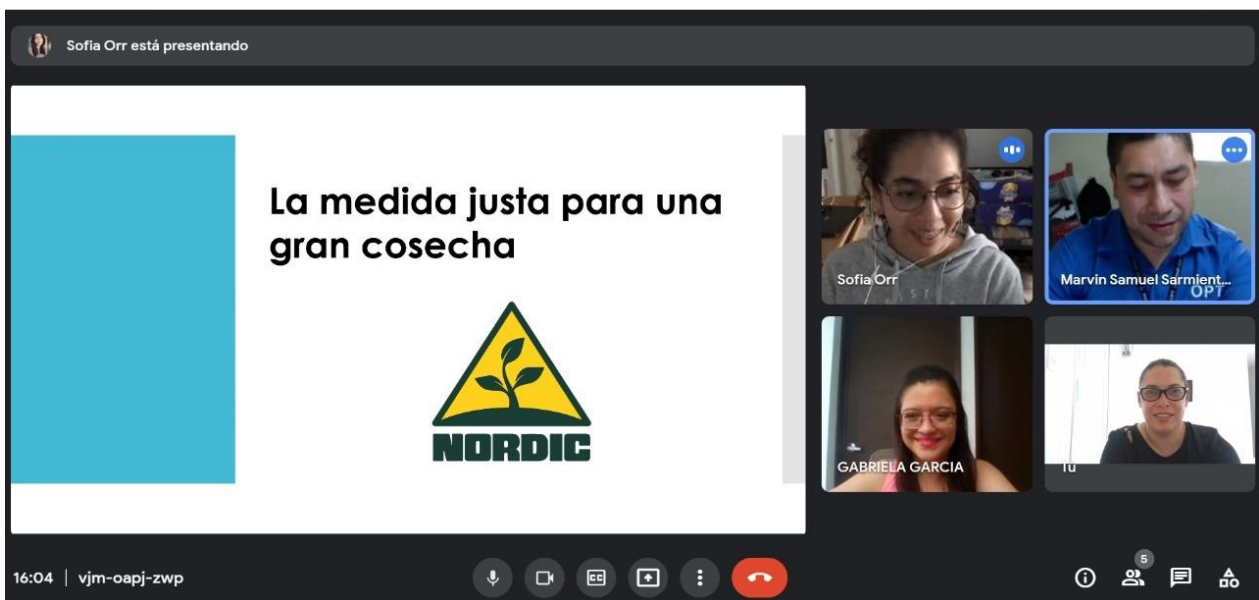 Sofia Orr está presentando
La medida justa para una
gran cosecha
NORDIC
Sofia Orr
Marvin Samuel Sarmient...
OPT
GABRIELA GARCIA
Tú
16:04 | vjm-oapj-zwp
CC
5